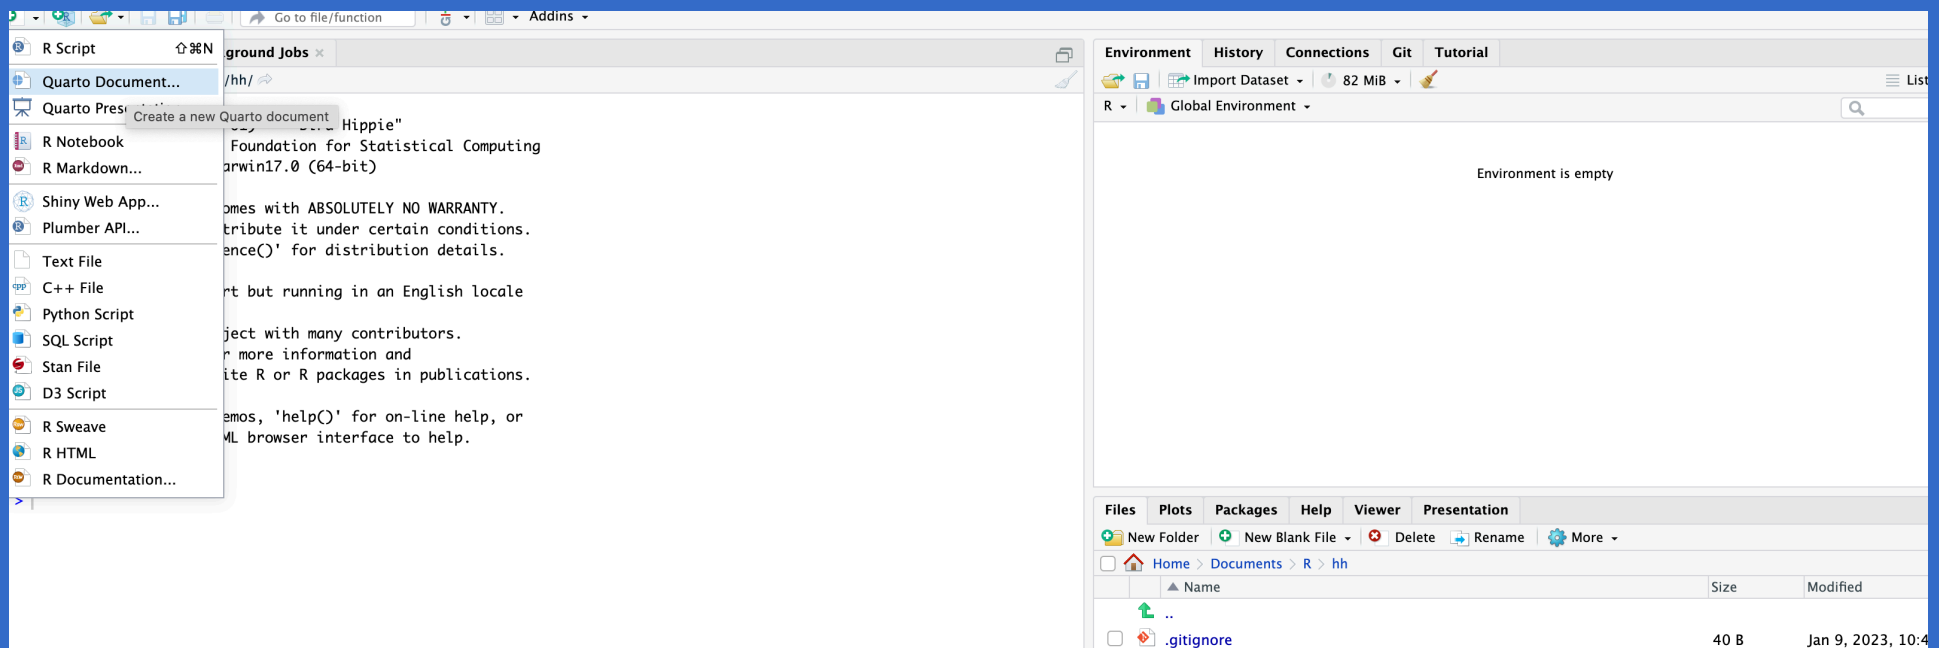 Go to file/function
Addins
R Script ⇧⌘N
Quarto Document...
Quarto
Create a new Quarto document
R Notebook
R Markdown...
Shiny Web App...
Plumber API...
Text File
C++ File
Python Script
SQL Script
Stan File
D3 Script
R Sweave
R HTML
R Documentation...
ground Jobs
/hh/
Hippie"
Foundation for Statistical Computing
arwin17.0 (64-bit)
omes with ABSOLUTELY NO WARRANTY.
tribute it under certain conditions.
ence()' for distribution details.
rt but running in an English locale
ject with many contributors.
r more information and
ite R or R packages in publications.
emos, 'help()' for on-line help, or
ML browser interface to help.
>
Environment History Connections Git Tutorial
Import Dataset 82 MiB List
R Global Environment
Environment is empty
Files Plots Packages Help Viewer Presentation
New Folder New Blank File Delete Rename More
Home Documents R hh
Name Size Modified
..
.gitignore 40 B Jan 9, 2023, 10:4